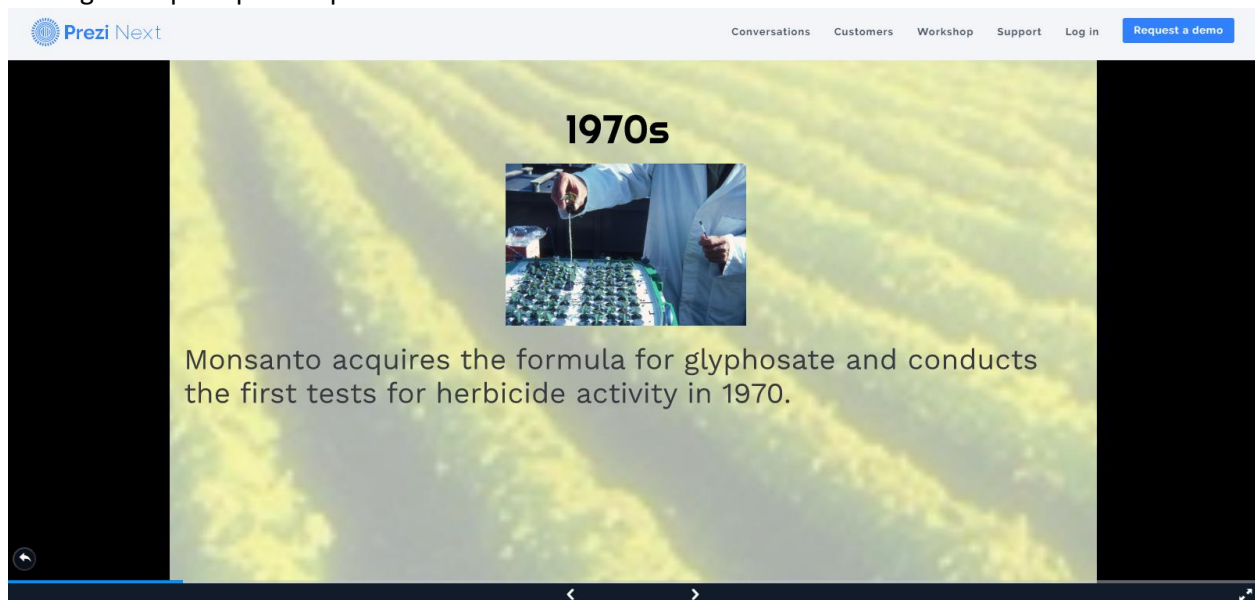 Prezi Next
Conversations Customers Workshop Support Log in Request a demo
1970s
Monsanto acquires the formula for glyphosate and conducts
the first tests for herbicide activity in 1970.